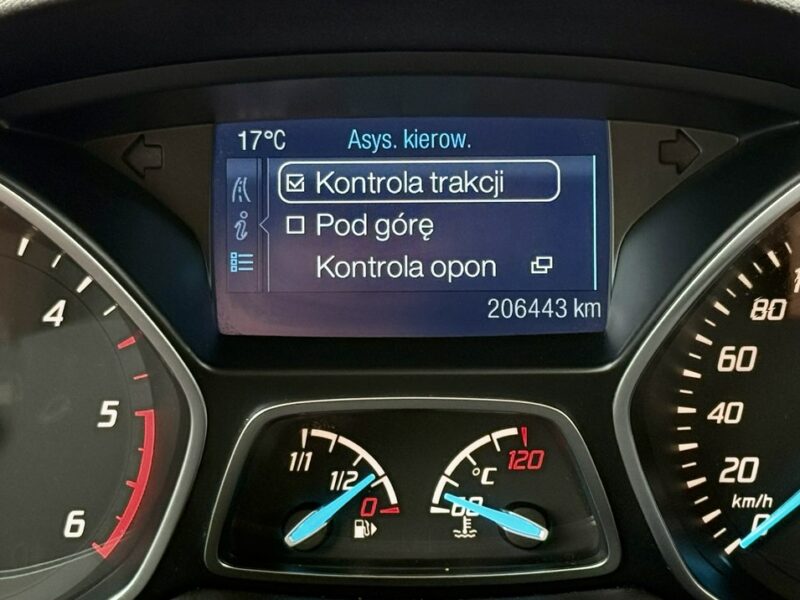 17°C Asys. kierow.
Kontrola trakcji
i Pod górę
Kontrola opon
206443 km
4
5
6
1/1
1/2
0
°C
120
60
80
60
40
20
km/h
0